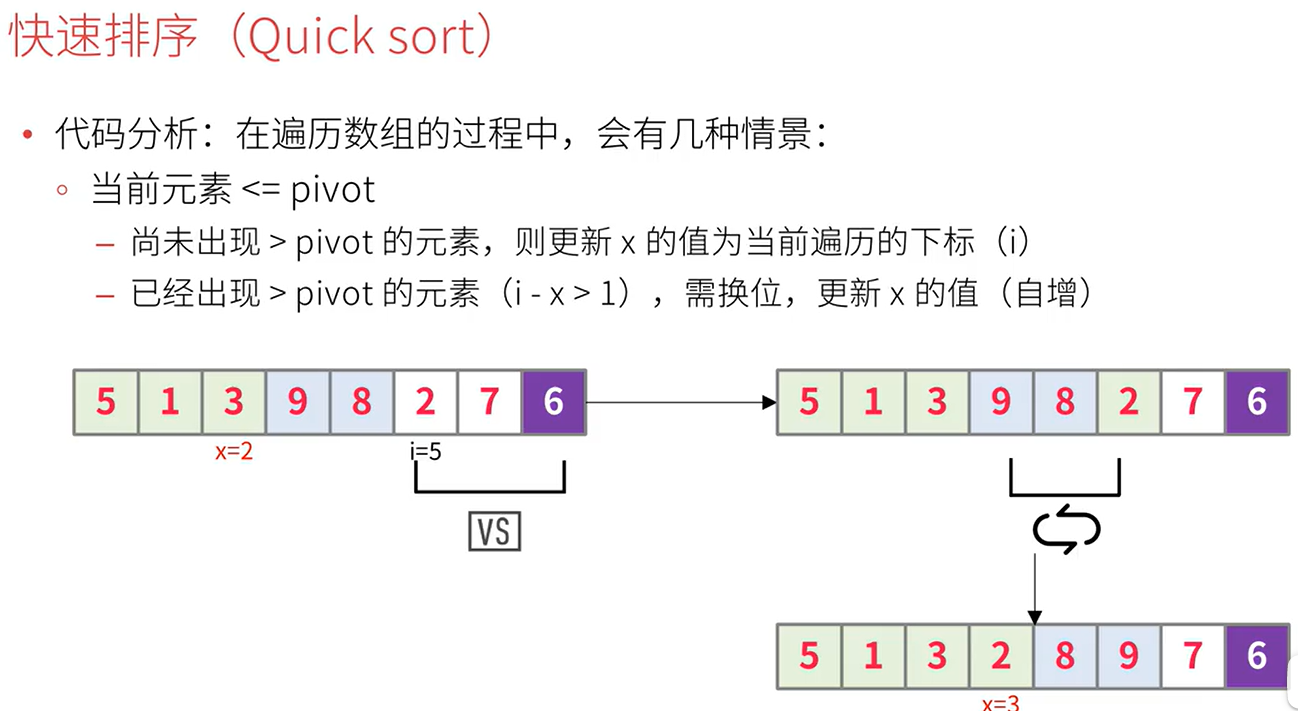 快速排序（Quick sort）
• 代码分析：在遍历数组的过程中，会有几种情景：
○ 当前元素 <= pivot
– 尚未出现 > pivot 的元素，则更新 x 的值为当前遍历的下标（i）
– 已经出现 > pivot 的元素（i - x > 1），需换位，更新 x 的值（自增）
5 1 3 9 8 2 7 6
x=2
i=5
VS
5 1 3 9 8 2 7 6
5 1 3 2 8 9 7 6
x=3